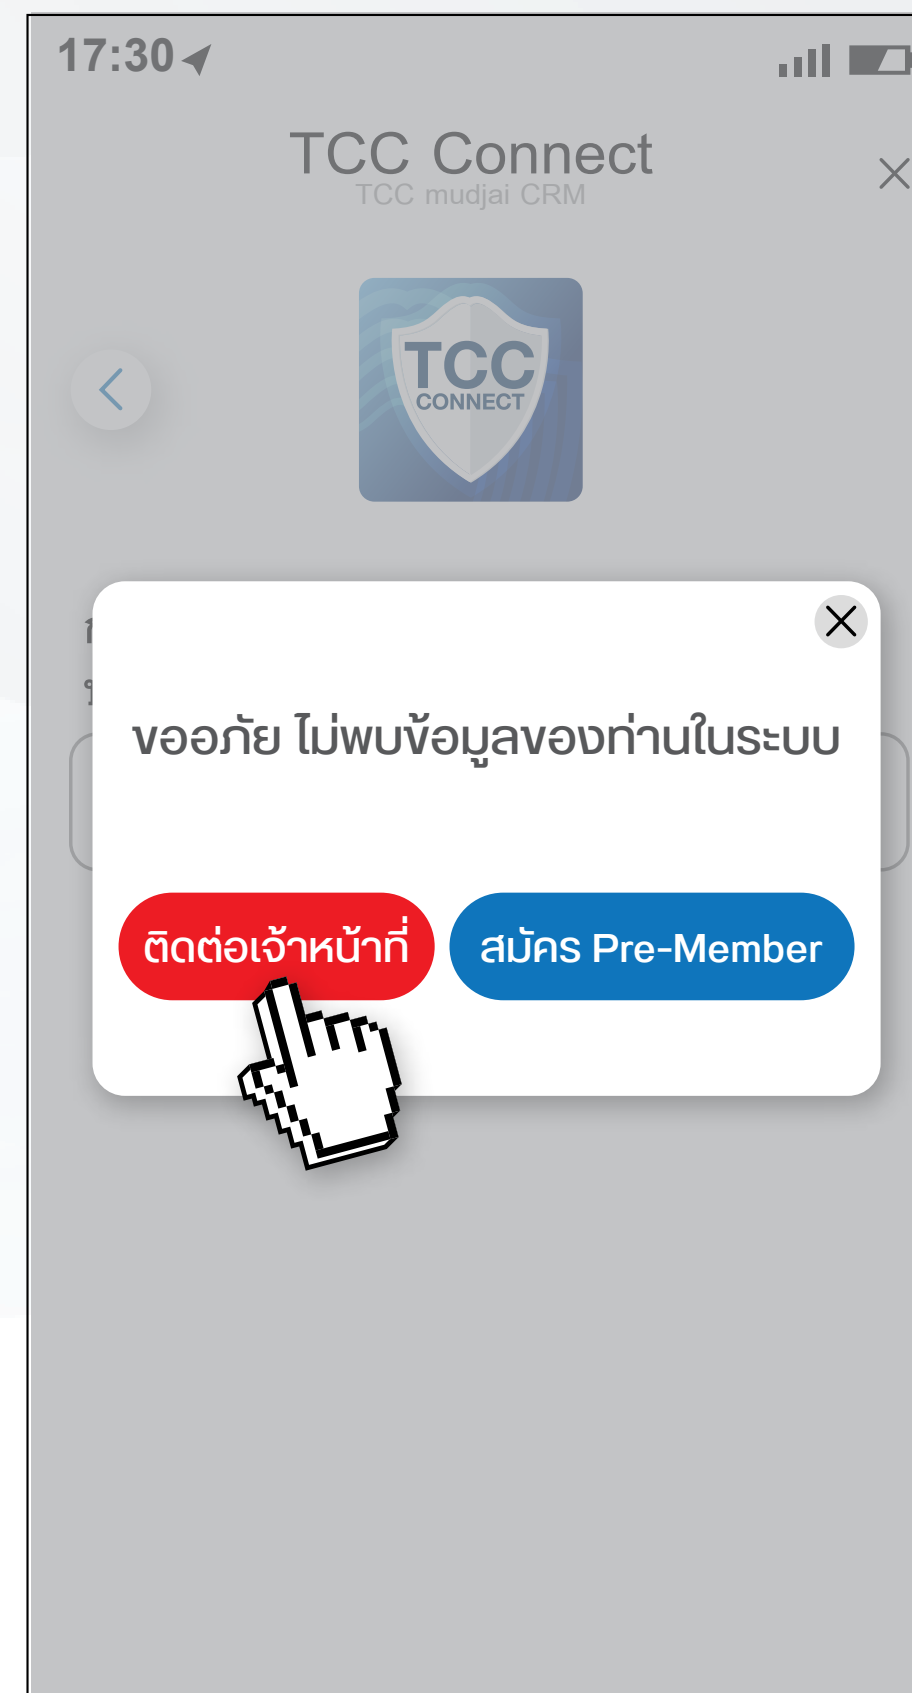 17:30
TCC Connect
TCC mudjai CRM
TCC
CONNECT
ขออภัย ไม่พบข้อมูลของท่านในระบบ
ติดต่อเจ้าหน้าที่
สมัคร Pre-Member